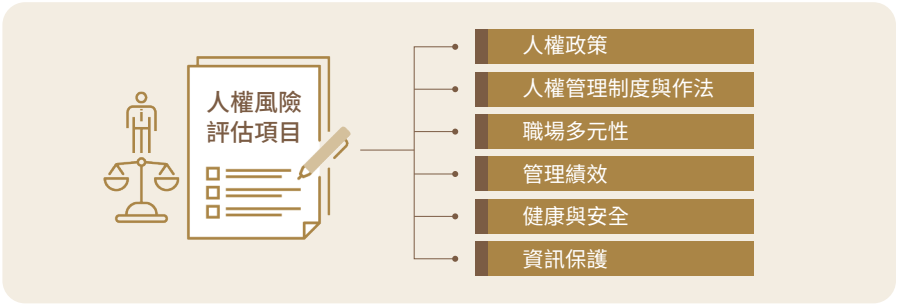 人權風險
評估項目
人權政策
人權管理制度與作法
職場多元性
管理績效
健康與安全
資訊保護